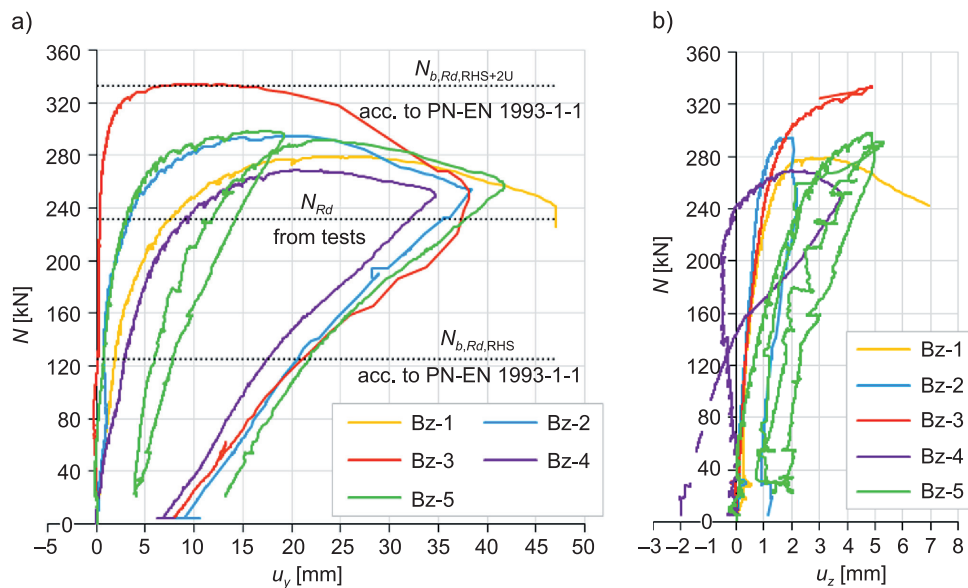 a)
N [kN]
360
320
280
240
200
160
120
80
40
0
−5 0 5 10 15 20 25 30 35 40 45 50
u_y [mm]
N_b,Rd,RHS+2U
acc. to PN-EN 1993-1-1
N_Rd
from tests
N_b,Rd,RHS
acc. to PN-EN 1993-1-1
Bz-1 Bz-2
Bz-3 Bz-4
Bz-5
b)
N [kN]
360
320
280
240
200
160
120
80
40
0
−3 −2 −1 0 1 2 3 4 5 6 7 8
u_z [mm]
Bz-1
Bz-2
Bz-3
Bz-4
Bz-5